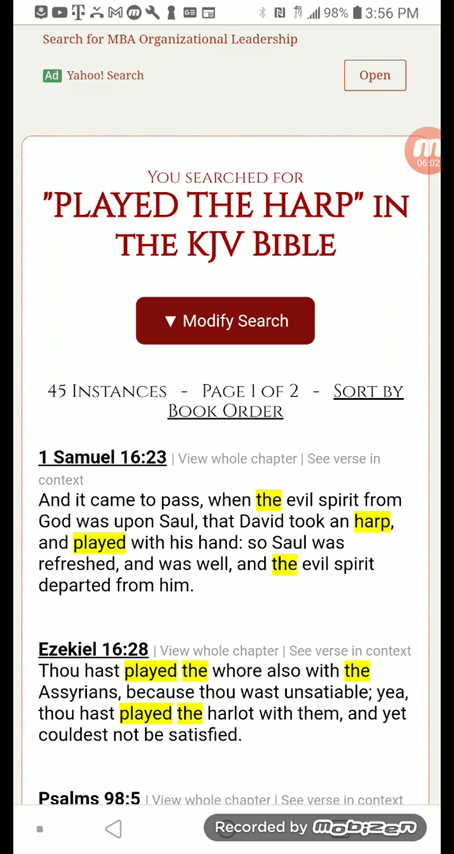 98% 3:56 PM
Search for MBA Organizational Leadership
Ad Yahoo! Search
Open
06:02
You searched for
"PLAYED THE HARP" in
the KJV Bible
▼ Modify Search
45 Instances - Page 1 of 2 - Sort by
Book Order
1 Samuel 16:23 | View whole chapter | See verse in
context
And it came to pass, when the evil spirit from
God was upon Saul, that David took an harp,
and played with his hand: so Saul was
refreshed, and was well, and the evil spirit
departed from him.
Ezekiel 16:28 | View whole chapter | See verse in context
Thou hast played the whore also with the
Assyrians, because thou wast unsatiable; yea,
thou hast played the harlot with them, and yet
couldest not be satisfied.
Psalms 98:5 | View whole chapter | See verse in context
Recorded by mobizen